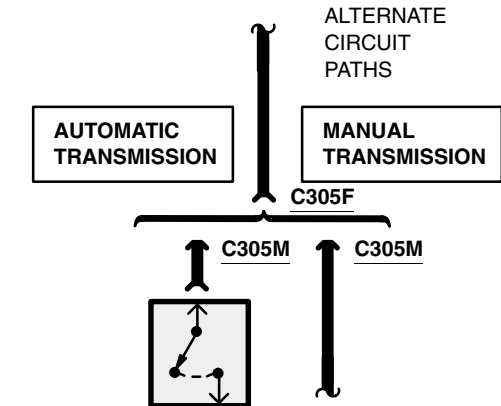 ALTERNATE
CIRCUIT
PATHS
AUTOMATIC
TRANSMISSION
MANUAL
TRANSMISSION
C305F
C305M
C305M